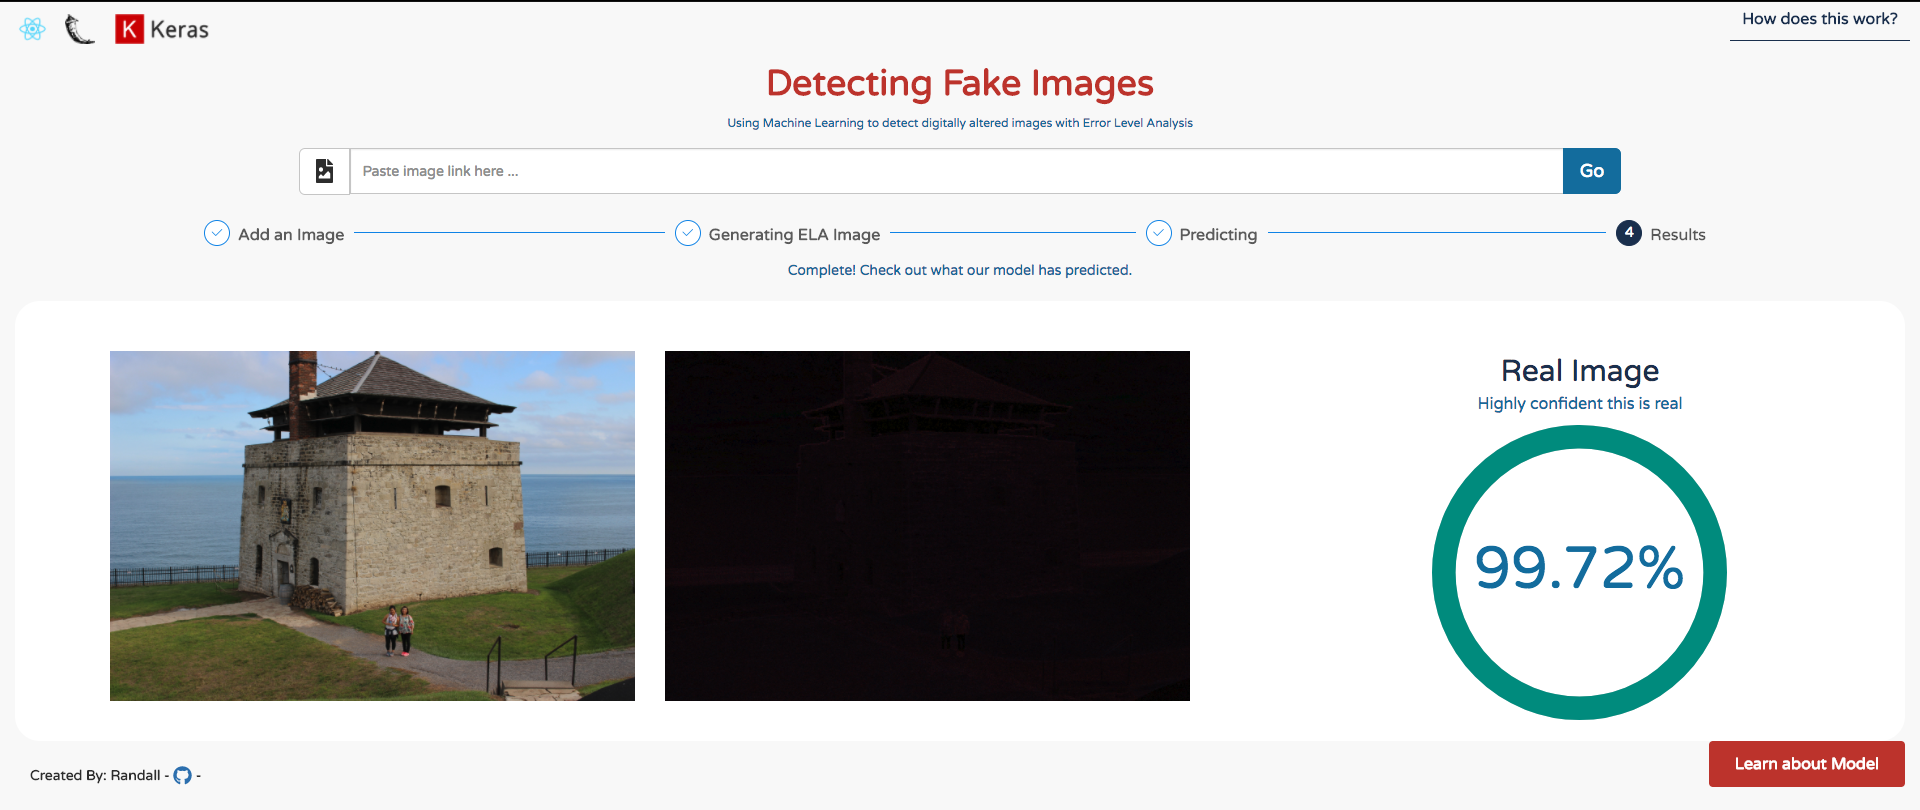 K Keras
How does this work?
Detecting Fake Images
Using Machine Learning to detect digitally altered images with Error Level Analysis
Paste image link here ...
Go
Add an Image
Generating ELA Image
Predicting
4 Results
Complete! Check out what our model has predicted.
Real Image
Highly confident this is real
99.72%
Created By: Randall - -
Learn about Model